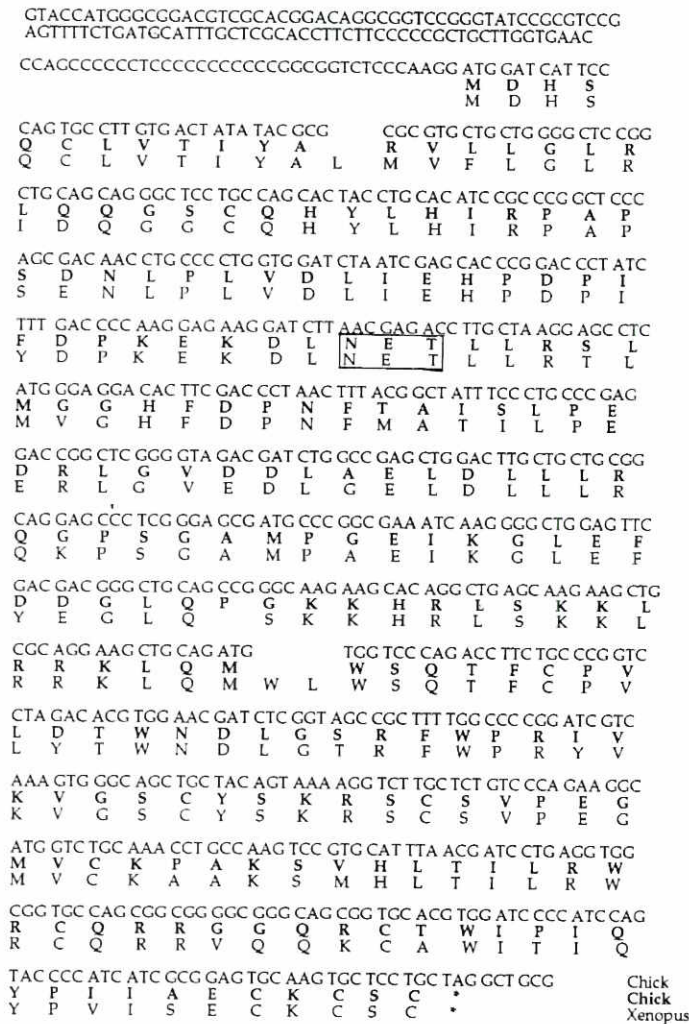 GTACCATGGGCGGACGTCGCACGGACAGGCGGTCCGGGTATCCGCGTCCG
AGTTTTCTGATGCATTTGCTCGCACCTTCTTCCCCCGCTGCTTGGTGAAC
CCAGCCCCCCTCCCCCCCCCCCCGGCGGTCTCCCAAGG ATG GAT CAT TCC
M D H S
M D H S
CAG TGC CTT GTG ACT ATA TAC GCG CGC GTG CTG CTG GGG CTC CGG
Q C L V T I Y A R V L L G L R
Q C L V T I Y A L M V F L G L R
CTG CAG CAG GGC TCC TGC CAG CAC TAC CTG CAC ATC CGC CCG GCT CCC
L Q Q G S C Q H Y L H I R P A P
I D Q G G C Q H Y L H I R P A P
AGC GAC AAC CTG CCC CTG GTG GAT CTA ATC GAG CAC CCG GAC CCT ATC
S D N L P L V D L I E H P D P I
S E N L P L V D L I E H P D P I
TTT GAC CCC AAG GAG AAG GAT CTT AAC GAG ACC TTG CTA AGG AGC CTC
F D P K E K D L N E T L L R S L
Y D P K E K D L N E T L L R T L
ATG GGA GGA CAC TTC GAC CCT AAC TTT ACG GCT ATT TCC CTG CCC GAG
M G G H F D P N F T A I S L P E
M V G H F D P N F M A T I L P E
GAC CGG CTC GGG GTA GAC GAT CTG GCC GAG CTG GAC TTG CTG CTG CGG
D R L G V D D L A E L D L L L R
E R L G V E D L G E L D L L L R
CAG GAG CCC TCG GGA GCG ATG CCC GGC GAA ATC AAG GGG CTG GAG TTC
Q G P S G A M P G E I K G L E F
Q K P S G A M P A E I K G L E F
GAC GAC GGG CTG CAG CCG GGC AAG AAG CAC AGG CTG AGC AAG AAG CTG
D D G L Q P G K K H R L S K K L
Y E G L Q S K K H R L S K K L
CGC AGG AAG CTG CAG ATG TGG TCC CAG ACC TTC TGC CCG GTC
R R K L Q M W S Q T F C P V
R R K L Q M W L W S Q T F C P V
CTA GAC ACG TGG AAC GAT CTC GGT AGC CGC TTT TGG CCC CGG ATC GTC
L D T W N D L G S R F W P R I V
L Y T W N D L G T R F W P R Y V
AAA GTG GGC AGC TGC TAC AGT AAA AGG TCT TGC TCT GTC CCA GAA GGC
K V G S C Y S K R S C S V P E G
K V G S C Y S K R S C S V P E G
ATG GTC TGC AAA CCT GCC AAG TCC GTG CAT TTA ACG ATC CTG AGG TGG
M V C K P A K S V H L T I L R W
M V C K A A K S M H L T I L R W
CGG TGC CAG CGG CGG GGC GGG CAG CGG TGC ACG TGG ATC CCC ATC CAG
R C Q R R G G Q R C T W I P I Q
R C Q R R V Q Q K C A W I T I Q
TAC CCC ATC ATC GCG GAG TGC AAG TGC TCC TGC TAG GCT GCG Chick
Y P I I A E C K C S C * Chick
Y P V I S E C K C S C * Xenopus